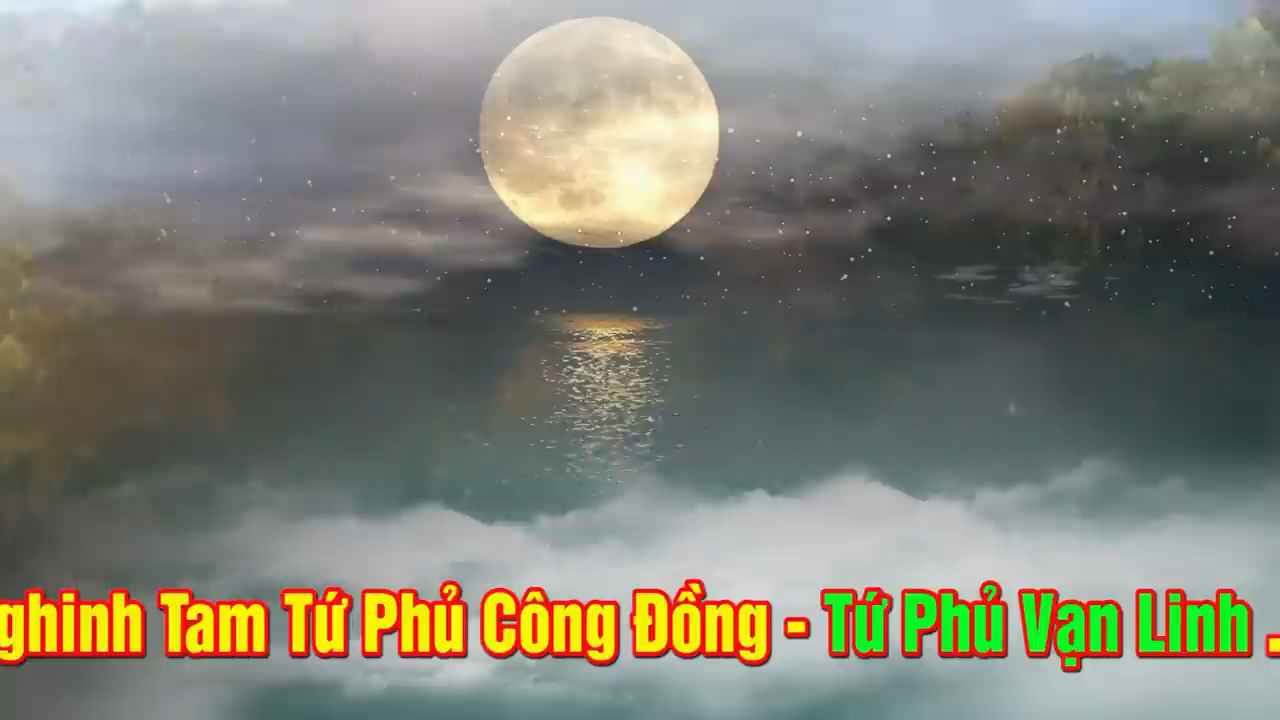 ghinh Tam Tứ Phủ Công Đồng - Tứ Phủ Vạn Linh .